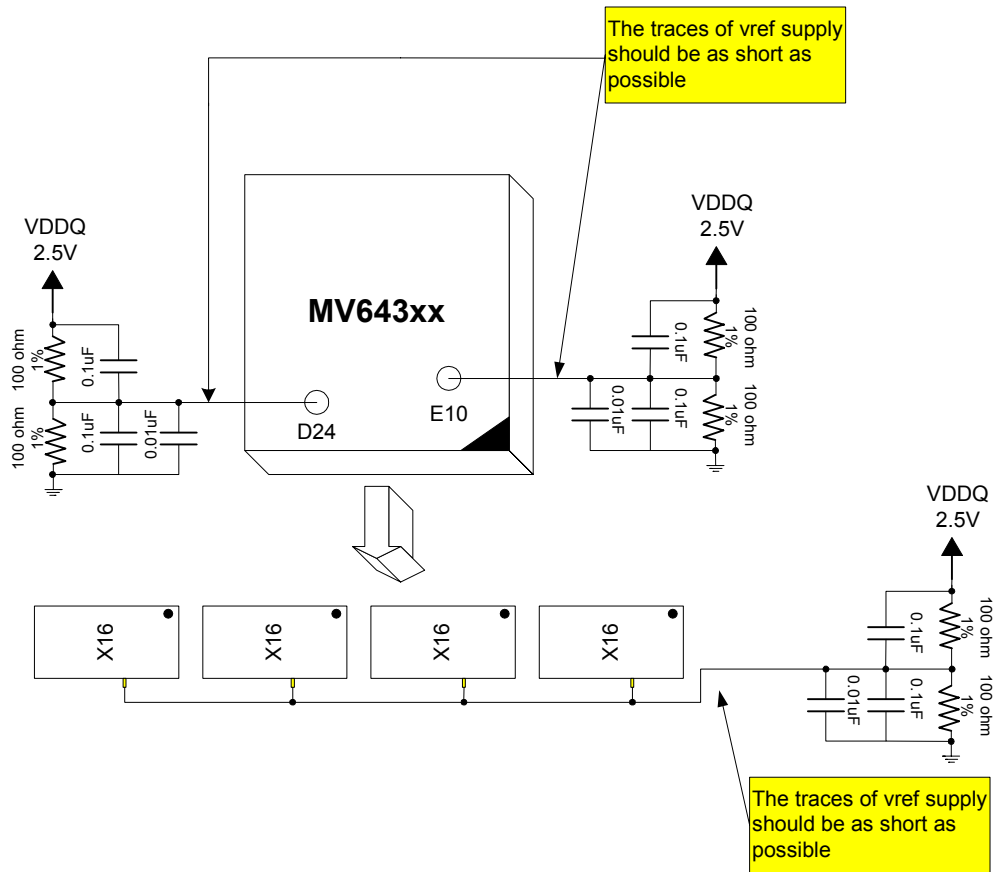 The traces of vref supply
should be as short as
possible
VDDQ
2.5V
100 ohm
1%
0.1uF
100 ohm
1%
0.1uF
0.01uF
MV643xx
D24
E10
VDDQ
2.5V
0.1uF
100 ohm
1%
0.01uF
0.1uF
100 ohm
1%
X16
X16
X16
X16
VDDQ
2.5V
0.1uF
100 ohm
1%
0.01uF
0.1uF
100 ohm
1%
The traces of vref supply
should be as short as
possible